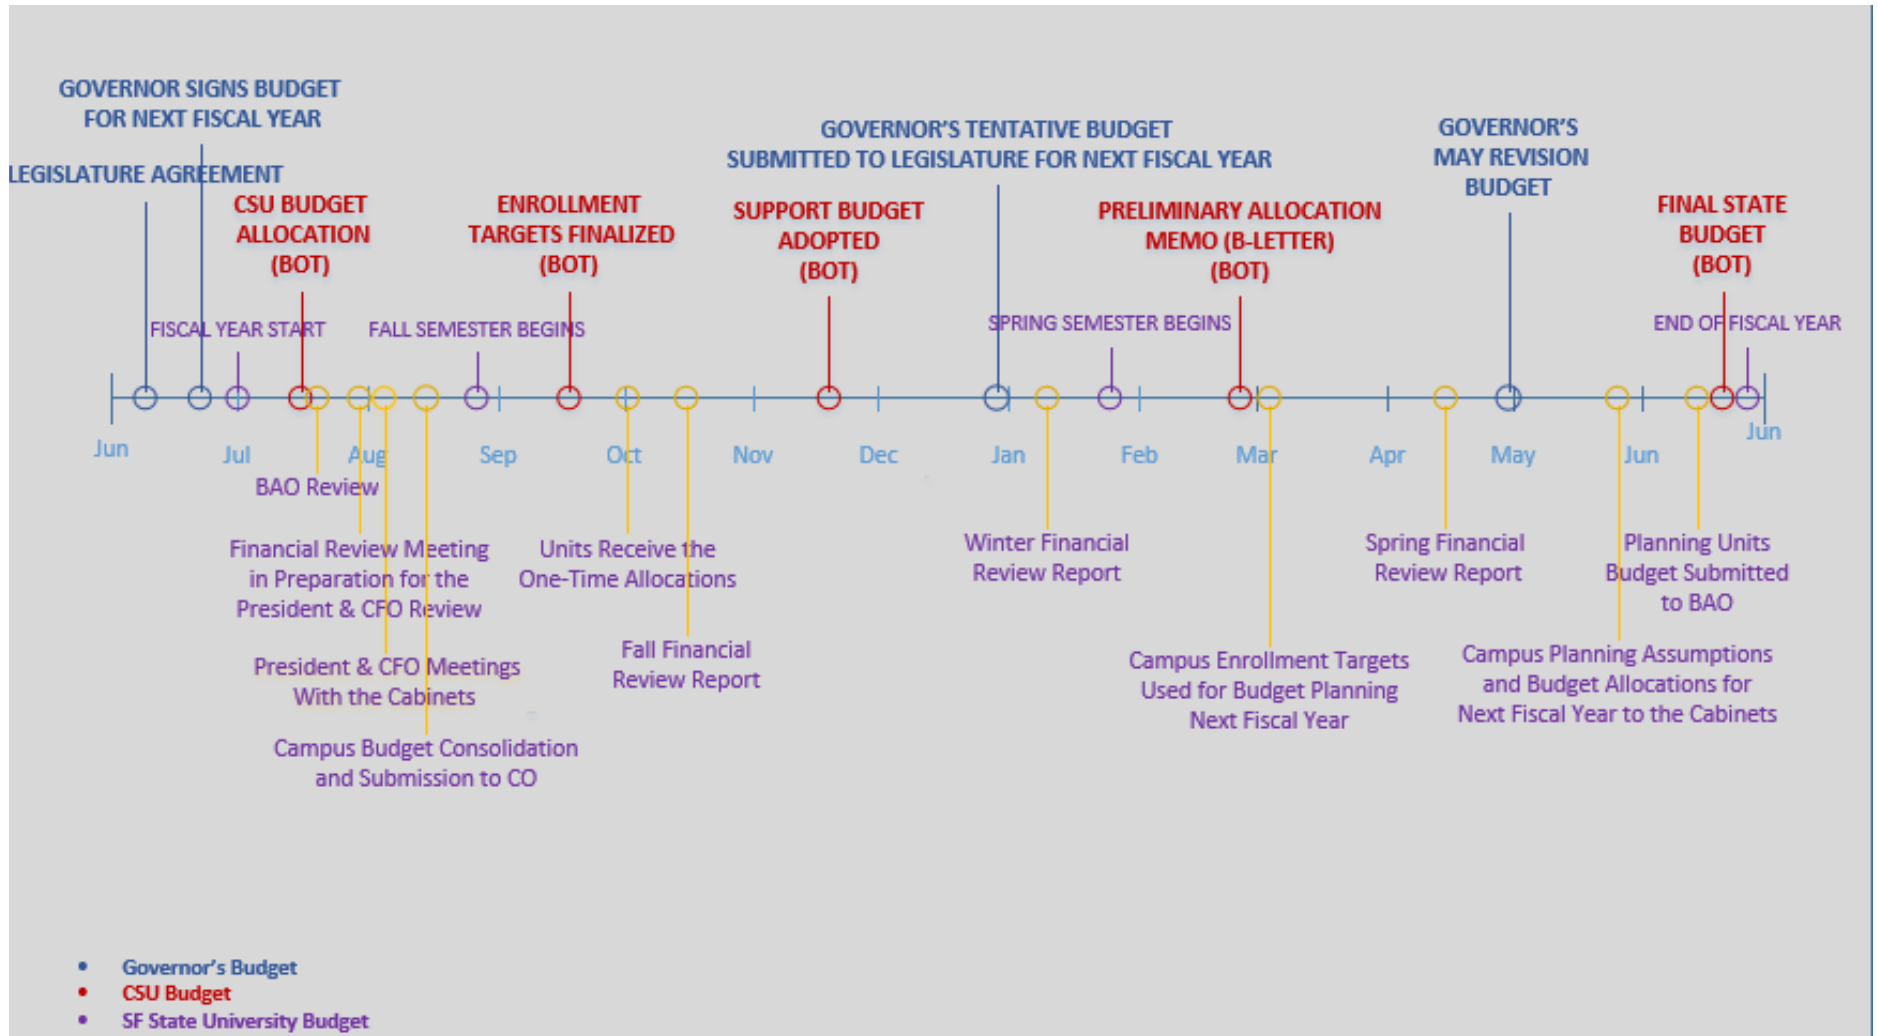 GOVERNOR SIGNS BUDGET
FOR NEXT FISCAL YEAR
LEGISLATURE AGREEMENT
CSU BUDGET
ALLOCATION
(BOT)
ENROLLMENT
TARGETS FINALIZED
(BOT)
SUPPORT BUDGET
ADOPTED
(BOT)
GOVERNOR'S TENTATIVE BUDGET
SUBMITTED TO LEGISLATURE FOR NEXT FISCAL YEAR
PRELIMINARY ALLOCATION
MEMO (B-LETTER)
(BOT)
GOVERNOR'S
MAY REVISION
BUDGET
FINAL STATE
BUDGET
(BOT)
FISCAL YEAR START
FALL SEMESTER BEGINS
SPRING SEMESTER BEGINS
END OF FISCAL YEAR
Jun
Jul
Aug
Sep
Oct
Nov
Dec
Jan
Feb
Mar
Apr
May
Jun
Jun
BAO Review
Financial Review Meeting
in Preparation for the
President & CFO Review
President & CFO Meetings
With the Cabinets
Campus Budget Consolidation
and Submission to CO
Units Receive the
One-Time Allocations
Fall Financial
Review Report
Winter Financial
Review Report
Campus Enrollment Targets
Used for Budget Planning
Next Fiscal Year
Spring Financial
Review Report
Planning Units
Budget Submitted
to BAO
Campus Planning Assumptions
and Budget Allocations for
Next Fiscal Year to the Cabinets
• Governor's Budget
• CSU Budget
• SF State University Budget